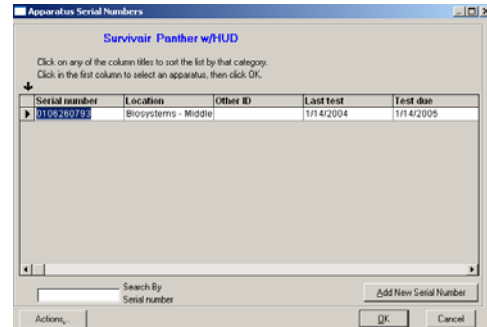 Apparatus Serial Numbers
Survivair Panther w/HUD
Click on any of the column titles to sort the list by that category.
Click in the first column to select an apparatus, then click OK.
Serial number Location Other ID Last test Test due
0106260793 Biosystems - Middle 1/14/2004 1/14/2005
Search By
Serial number
Add New Serial Number
Actions... OK Cancel